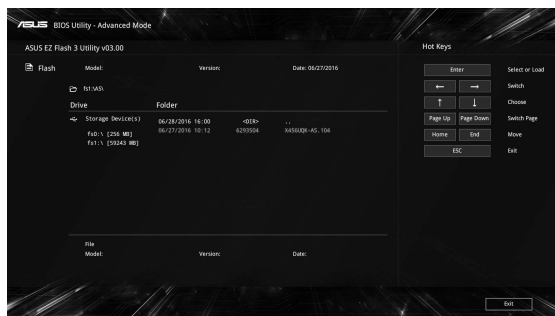 ASUS BIOS Utility - Advanced Mode
ASUS EZ Flash 3 Utility v03.00
Flash
Model: Version: Date: 06/27/2016
fs1:\AS\
Drive Folder
Storage Device(s)
fs0:\ [256 MB]
fs1:\ [59243 MB]
06/28/2016 16:00 <DIR> ..
06/27/2016 10:12 6293504 X456UQK-AS.104
File
Model: Version: Date:
Hot Keys
Enter Select or Load
← → Switch
↑ ↓ Choose
Page Up Page Down Switch Page
Home End Move
ESC Exit
Exit